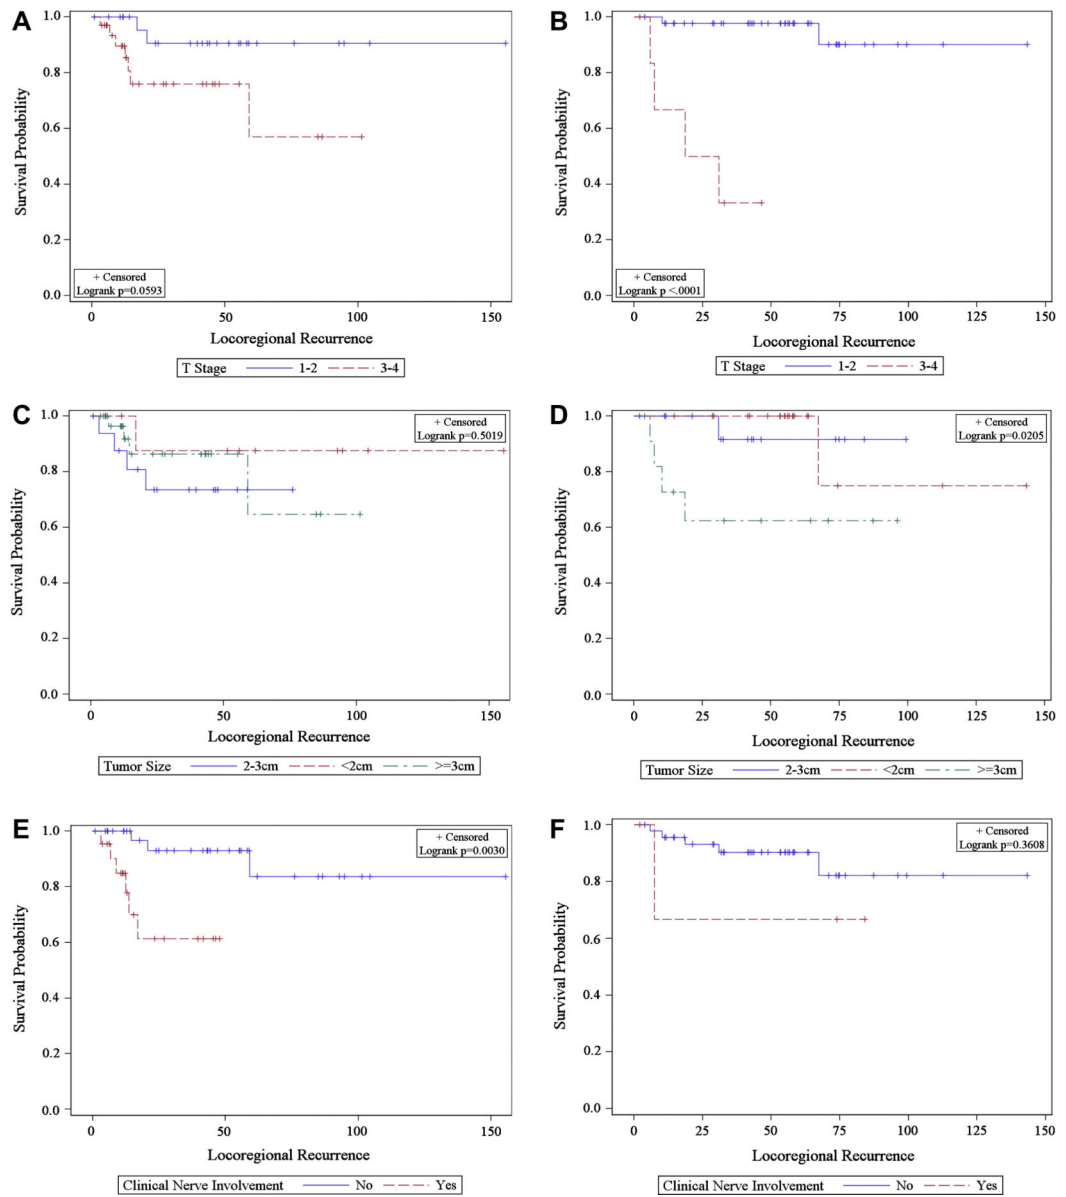 A
Survival Probability
1.0
0.8
0.6
0.4
0.2
0.0
+ Censored
Logrank p=0.0593
0 50 100 150
Locoregional Recurrence
T Stage 1-2 3-4
B
Survival Probability
1.0
0.8
0.6
0.4
0.2
0.0
+ Censored
Logrank p <.0001
0 25 50 75 100 125 150
Locoregional Recurrence
T Stage 1-2 3-4
C
Survival Probability
1.0
0.8
0.6
0.4
0.2
0.0
+ Censored
Logrank p=0.5019
0 50 100 150
Locoregional Recurrence
Tumor Size 2-3cm <2cm >=3cm
D
Survival Probability
1.0
0.8
0.6
0.4
0.2
0.0
+ Censored
Logrank p=0.0205
0 25 50 75 100 125 150
Locoregional Recurrence
Tumor Size 2-3cm <2cm >=3cm
E
Survival Probability
1.0
0.8
0.6
0.4
0.2
0.0
+ Censored
Logrank p=0.0030
0 50 100 150
Locoregional Recurrence
Clinical Nerve Involvement No Yes
F
Survival Probability
1.0
0.8
0.6
0.4
0.2
0.0
+ Censored
Logrank p=0.3608
0 25 50 75 100 125 150
Locoregional Recurrence
Clinical Nerve Involvement No Yes